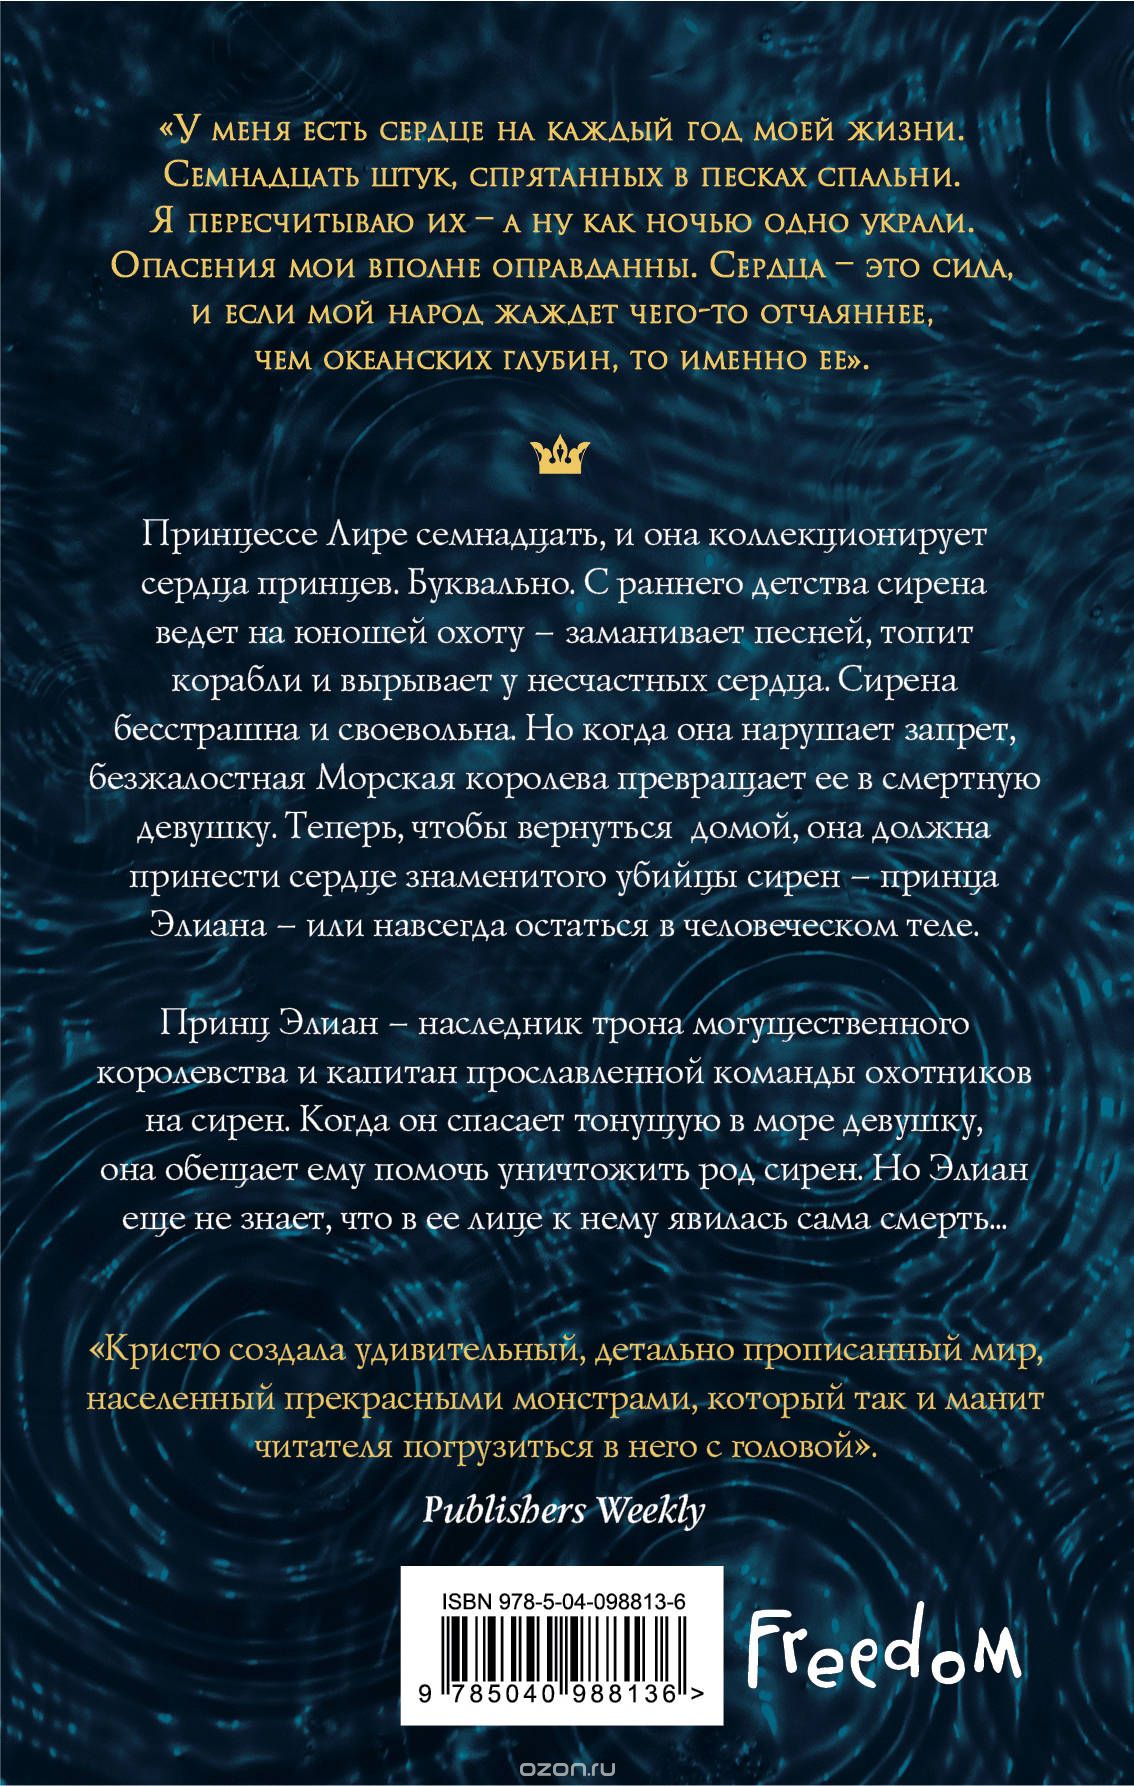 «У меня есть сердце на каждый год моей жизни.
Семнадцать штук, спрятанных в песках спальни.
Я пересчитываю их – а ну как ночью одно украли.
Опасения мои вполне оправданны. Сердца – это сила,
и если мой народ жаждет чего-то отчаяннее,
чем океанских глубин, то именно ее».
Принцессе Лире семнадцать, и она коллекционирует
сердца принцев. Буквально. С раннего детства сирена
ведет на юношей охоту – заманивает песней, топит
корабли и вырывает у несчастных сердца. Сирена
бесстрашна и своевольна. Но когда она нарушает запрет,
безжалостная Морская королева превращает ее в смертную
девушку. Теперь, чтобы вернуться домой, она должна
принести сердце знаменитого убийцы сирен – принца
Элиана – или навсегда остаться в человеческом теле.
Принц Элиан – наследник трона могущественного
королевства и капитан прославленной команды охотников
на сирен. Когда он спасает тонущую в море девушку,
она обещает ему помочь уничтожить род сирен. Но Элиан
еще не знает, что в ее лице к нему явилась сама смерть...
«Кристо создала удивительный, детально прописанный мир,
населенный прекрасными монстрами, который так и манит
читателя погрузиться в него с головой».
Publishers Weekly
ISBN 978-5-04-098813-6
9 785040 988136 >
Freedom
ozon.ru